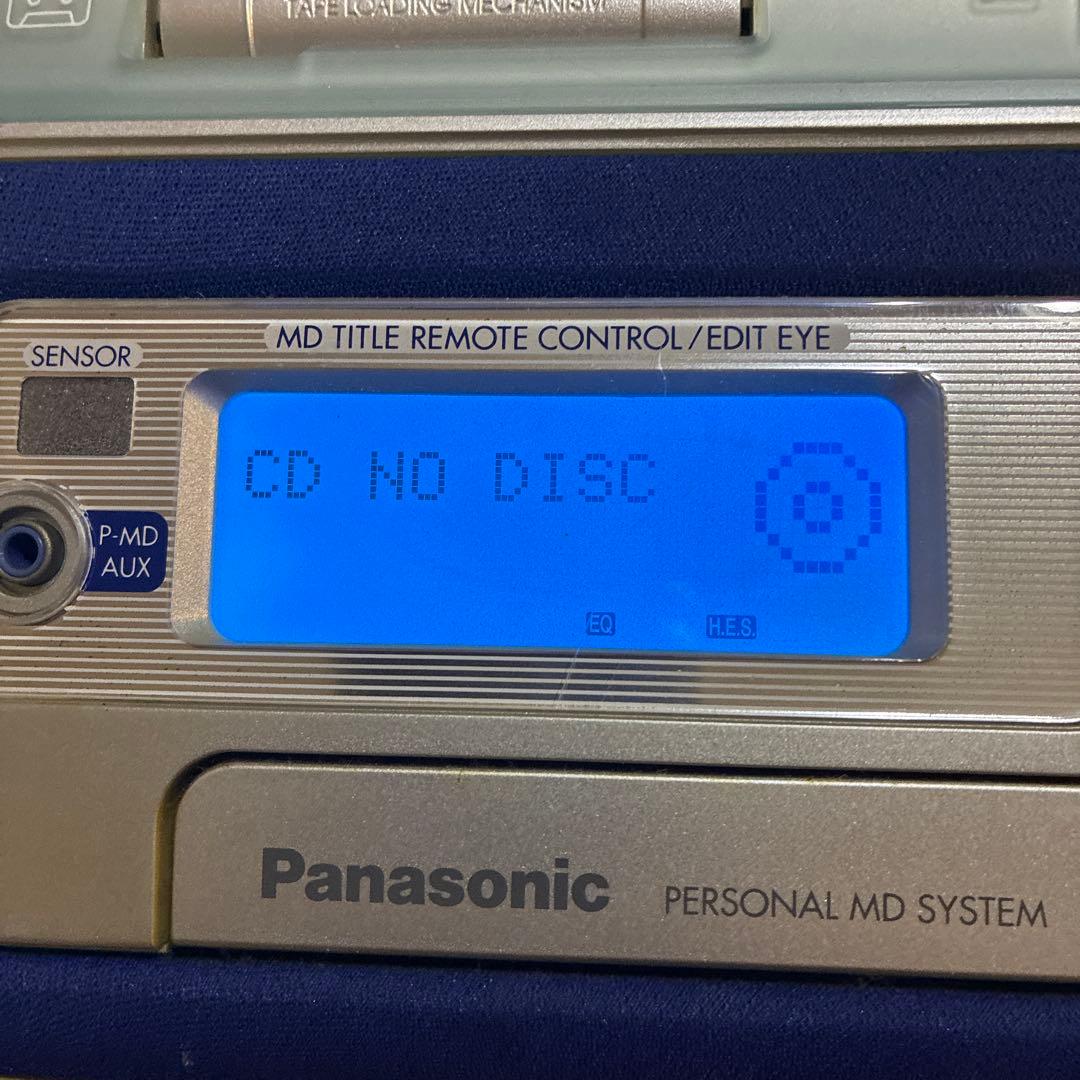 TAPE LOADING MECHANISM
MD TITLE REMOTE CONTROL/EDIT EYE
SENSOR
CD NO DISC
P-MD
AUX
EQ
H.E.S.
Panasonic
PERSONAL MD SYSTEM